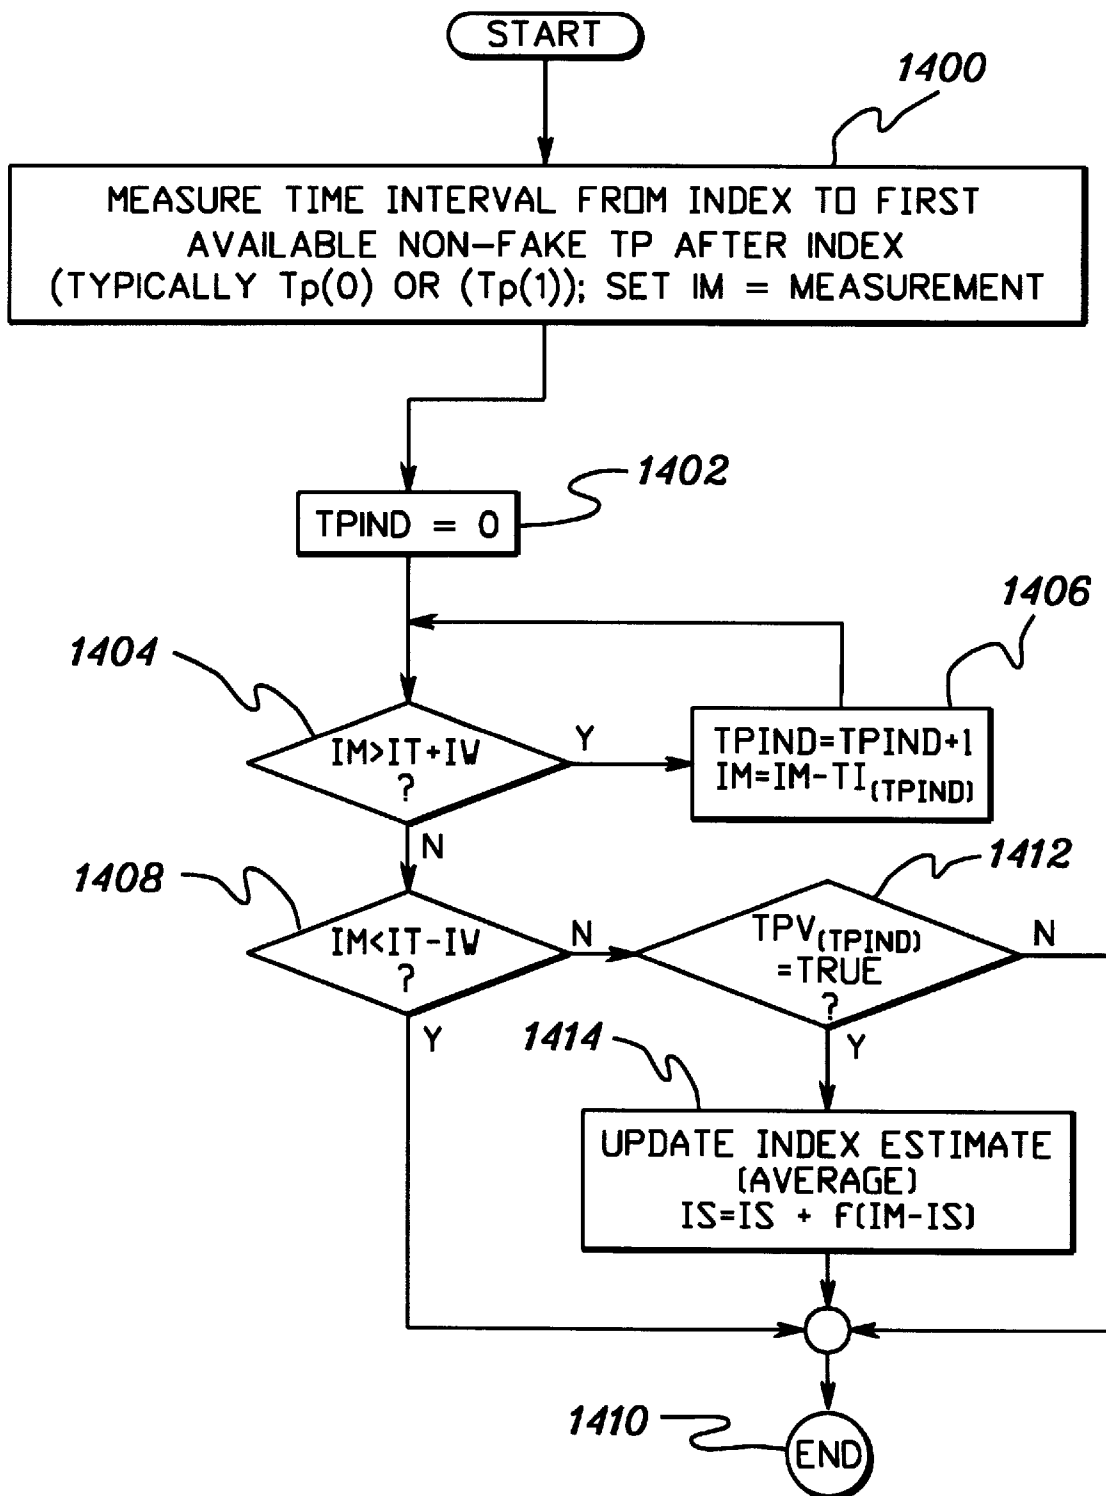 START
1400
MEASURE TIME INTERVAL FROM INDEX TO FIRST
AVAILABLE NON-FAKE TP AFTER INDEX
(TYPICALLY Tp(0) OR (Tp(1)); SET IM = MEASUREMENT
1402
TPIND = 0
1406
1404
IM>IT+IW
?
Y
TPIND=TPIND+1
IM=IM-TI(TPIND)
N
1408
1412
IM<IT-IW
?
N
TPV(TPIND)
=TRUE
?
N
Y
1414
Y
UPDATE INDEX ESTIMATE
(AVERAGE)
IS=IS + f(IM-IS)
1410
END